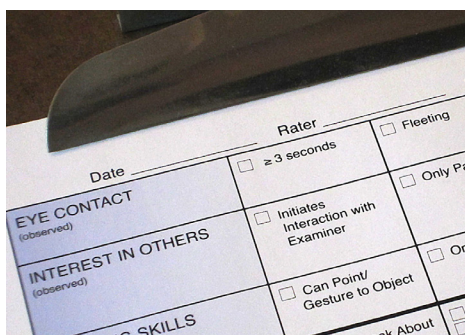 Date Rater
EYE CONTACT
(observed)
≥ 3 seconds
Fleeting
INTEREST IN OTHERS
(observed)
Initiates
Interaction with
Examiner
Only
SKILLS
Can Point/
Gesture to Object
About